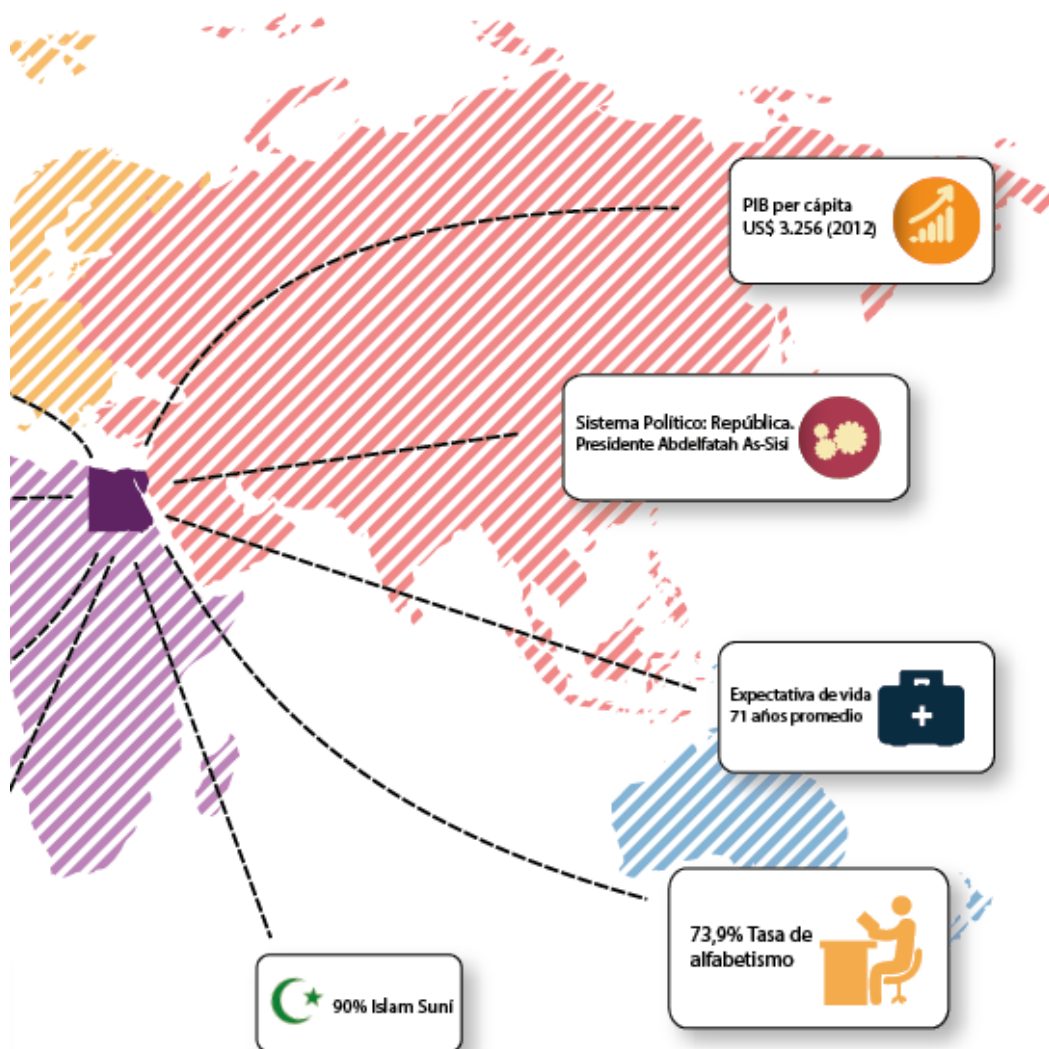 PIB per cápita
US$ 3.256 (2012)
Sistema Político: República.
Presidente Abdelfatah As-Sisi
Expectativa de vida
71 años promedio
73,9% Tasa de
alfabetismo
90% Islam Suní